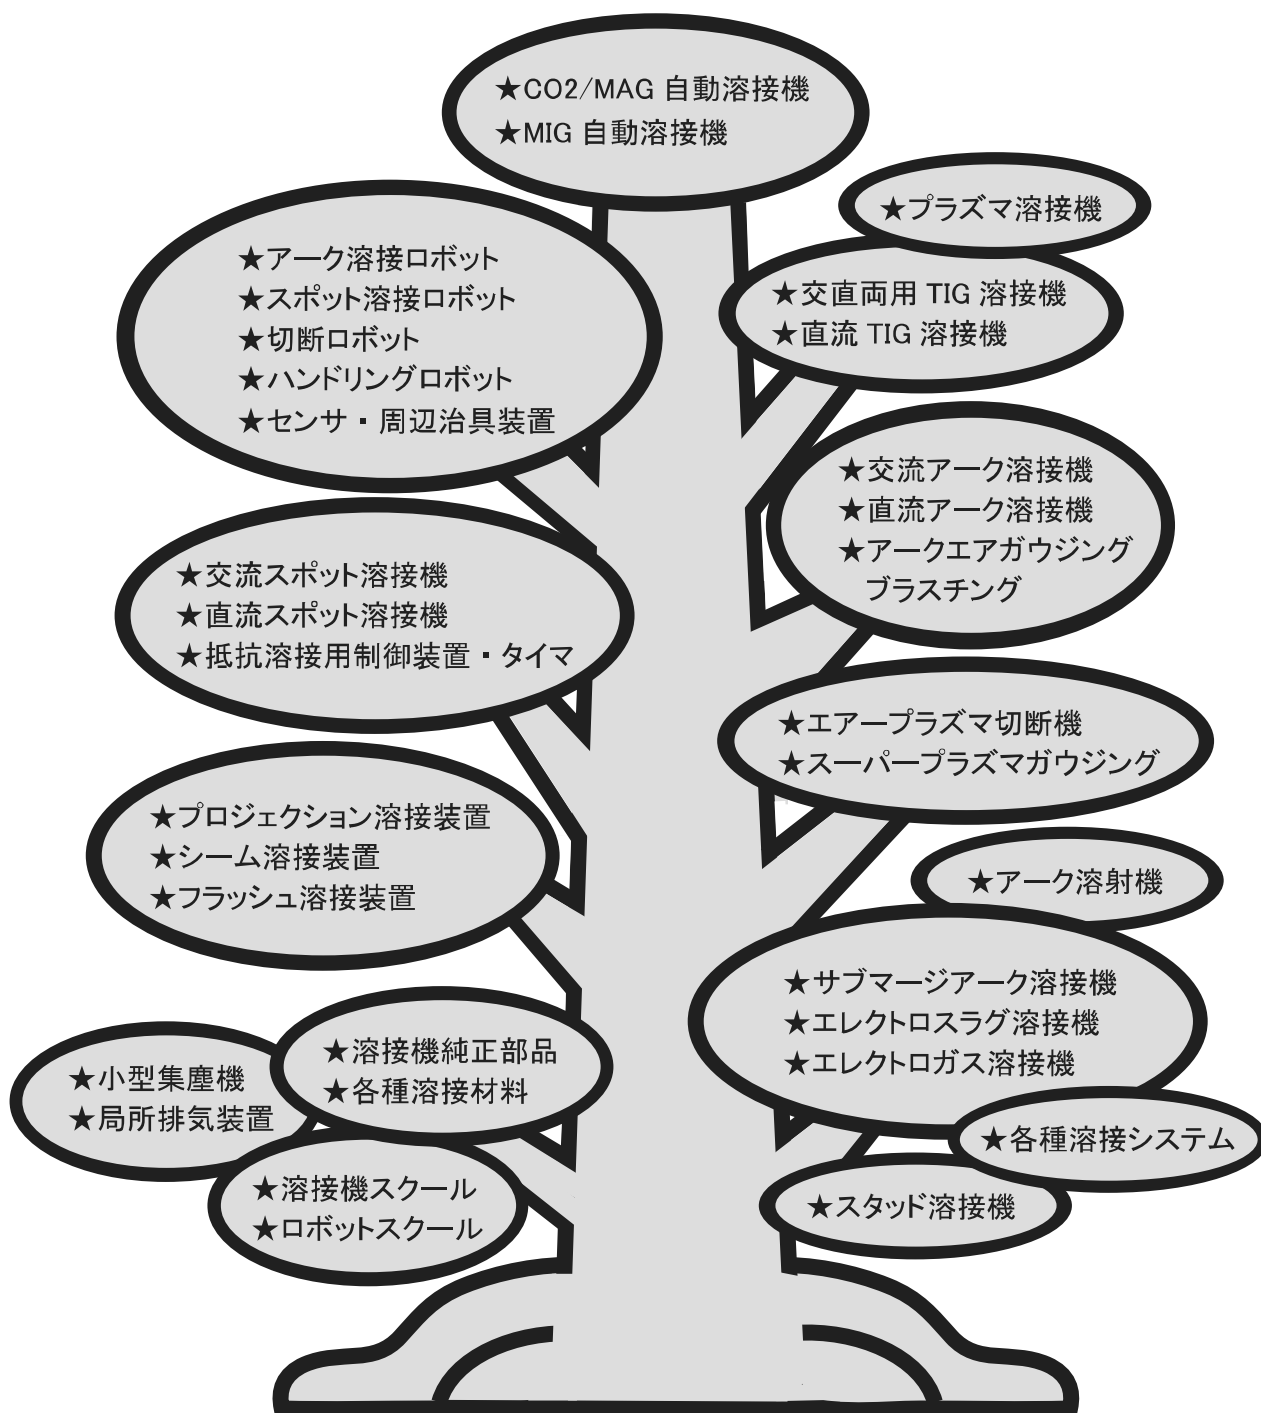 ★CO2/MAG 自動溶接機
★MIG 自動溶接機
★プラズマ溶接機
★アーク溶接ロボット
★スポット溶接ロボット
★切断ロボット
★ハンドリングロボット
★センサ・周辺治具装置
★交直両用 TIG 溶接機
★直流 TIG 溶接機
★交流アーク溶接機
★直流アーク溶接機
★アークエアガウジング
ブラスチング
★交流スポット溶接機
★直流スポット溶接機
★抵抗溶接用制御装置・タイマ
★エアープラズマ切断機
★スーパープラズマガウジング
★プロジェクション溶接装置
★シーム溶接装置
★フラッシュ溶接装置
★アーク溶射機
★サブマージアーク溶接機
★エレクトロスラグ溶接機
★エレクトロガス溶接機
★溶接機純正部品
★各種溶接材料
★小型集塵機
★局所排気装置
★各種溶接システム
★溶接機スクール
★ロボットスクール
★スタッド溶接機